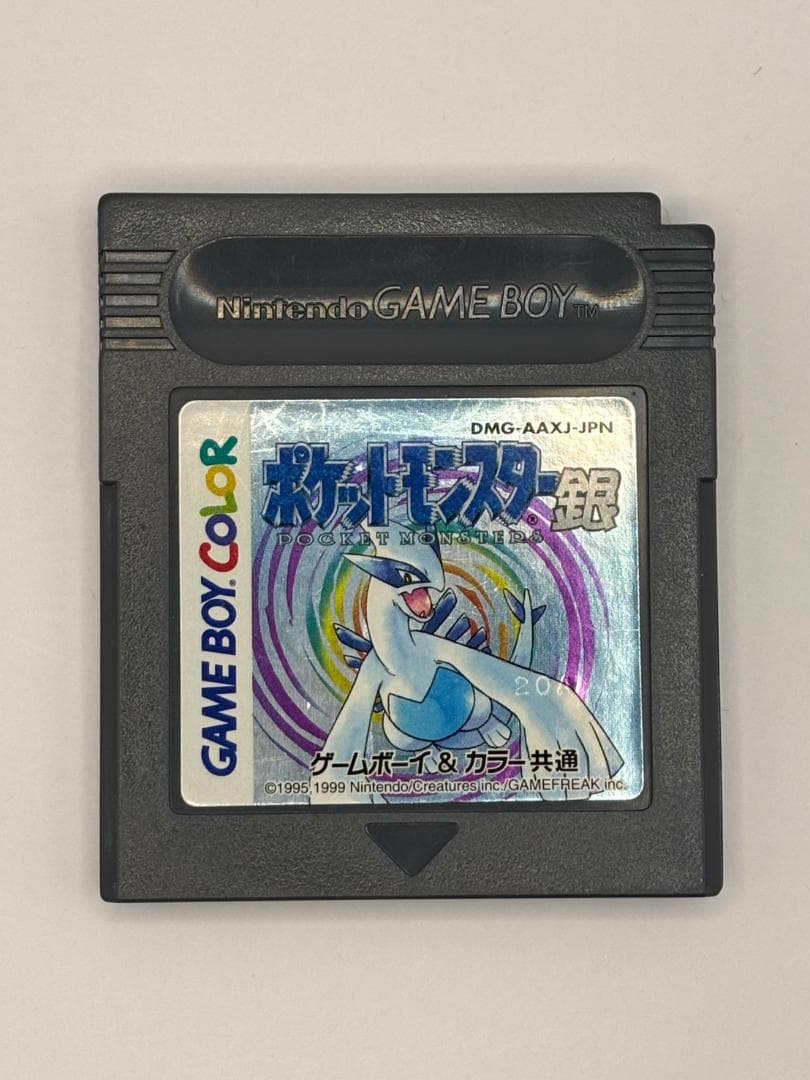 Nintendo GAME BOY™
GAME BOY COLOR
DMG-AAXJ-JPN
ポケットモンスター銀
POCKET MONSTERS
ゲームボーイ & カラー共通
©1995,1999 Nintendo/Creatures inc./GAMEFREAK inc.